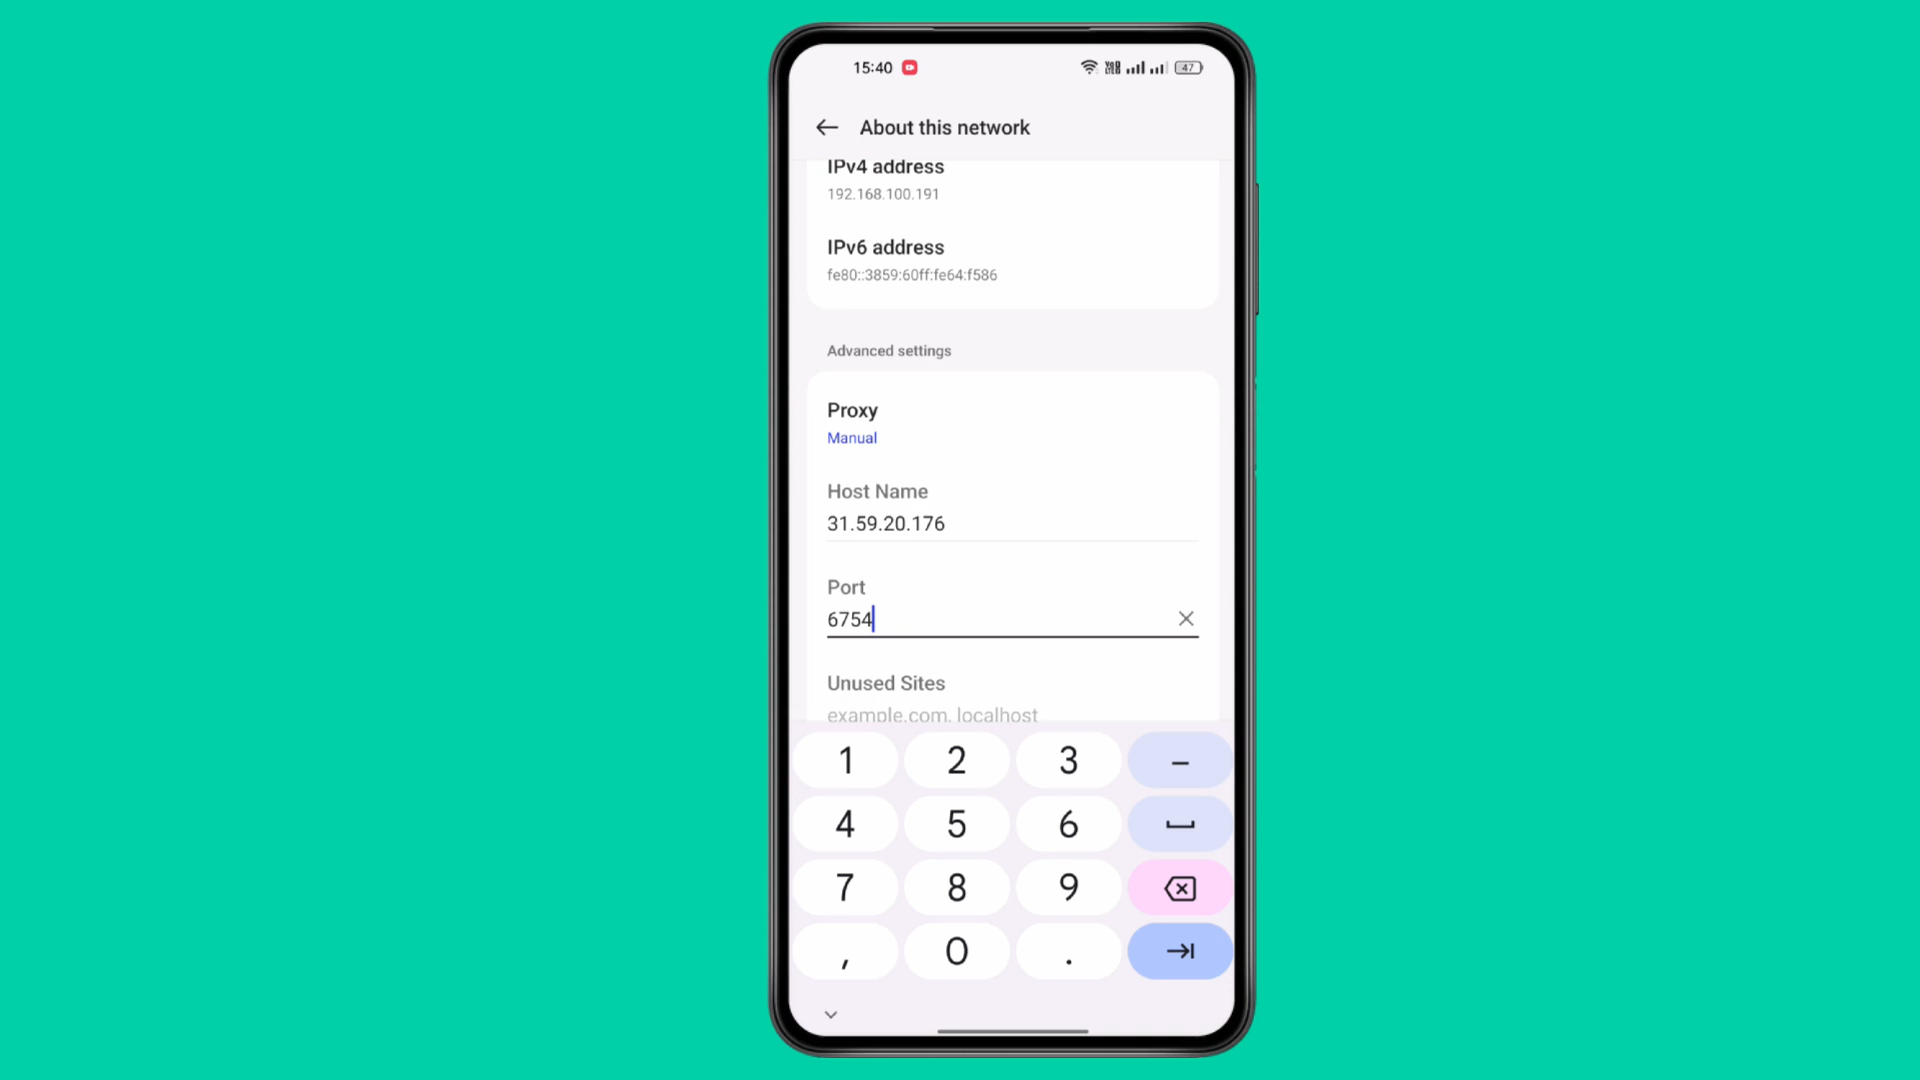 15:40
47
About this network
IPv4 address
192.168.100.191
IPv6 address
fe80::3859:60ff:fe64:f586
Advanced settings
Proxy
Manual
Host Name
31.59.20.176
Port
6754
Unused Sites
example.com, localhost
1 2 3 –
4 5 6
7 8 9
, 0 .